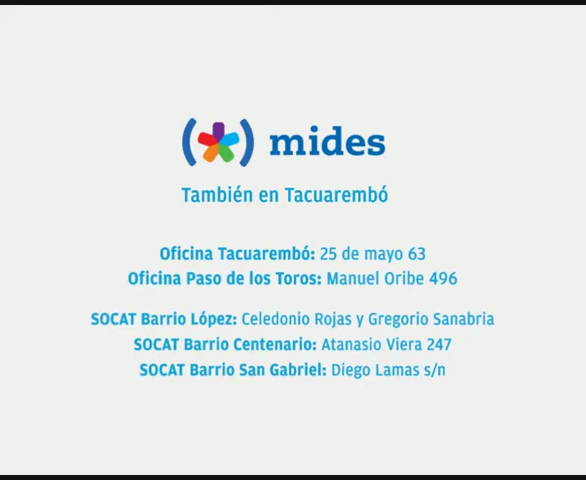 mides
También en Tacuarembó
Oficina Tacuarembó: 25 de mayo 63
Oficina Paso de los Toros: Manuel Oribe 496
SOCAT Barrio López: Celedonio Rojas y Gregorio Sanabria
SOCAT Barrio Centenario: Atanasio Viera 247
SOCAT Barrio San Gabriel: Diego Lamas s/n